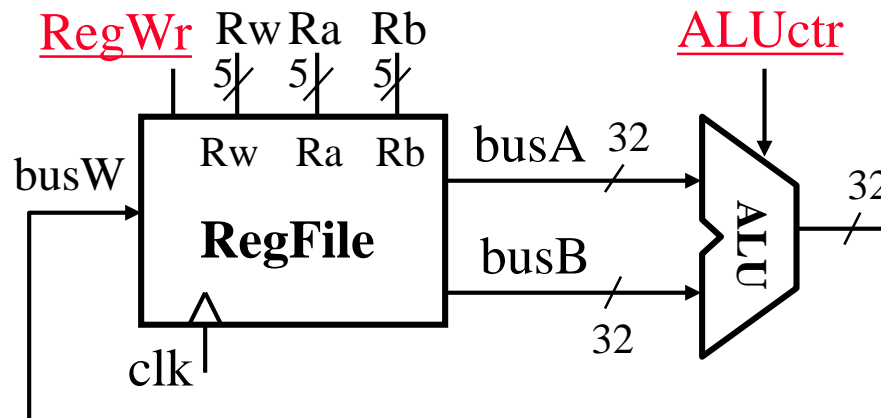 RegWr Rw Ra Rb ALUctr
5 5 5
Rw Ra Rb
busW busA 32 32
RegFile ALU
busB
32
clk